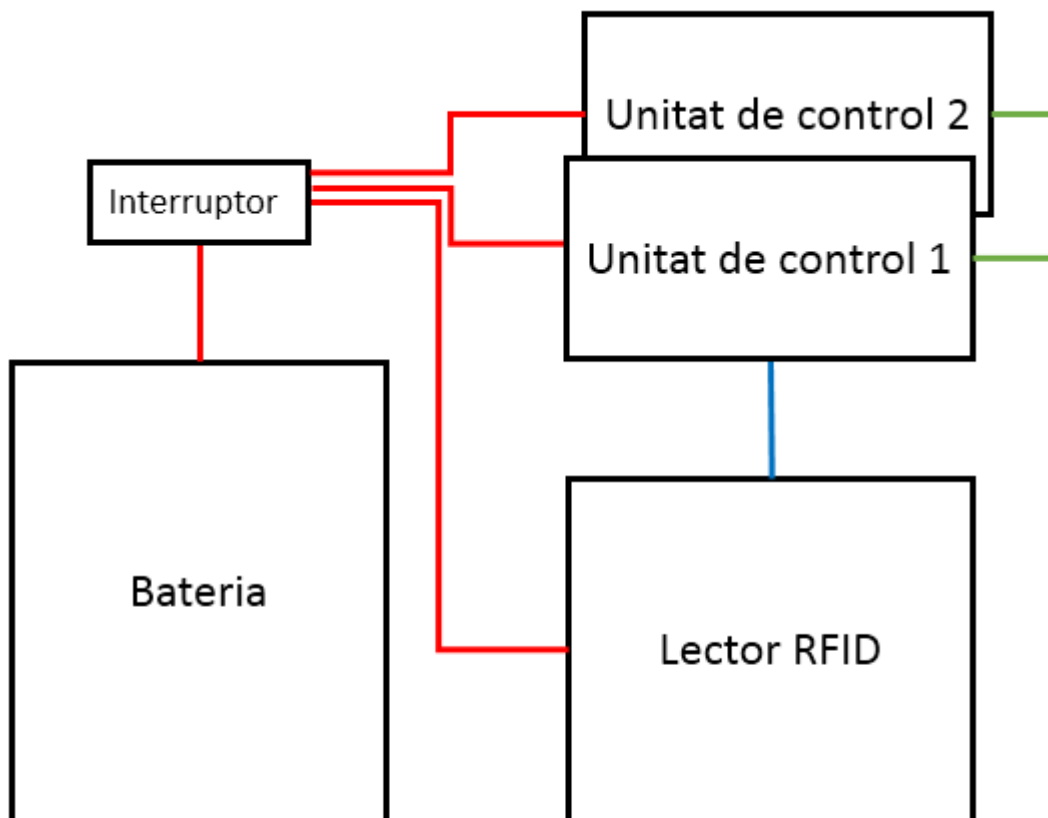 Unitat de control 2
Interruptor
Unitat de control 1
Bateria
Lector RFID